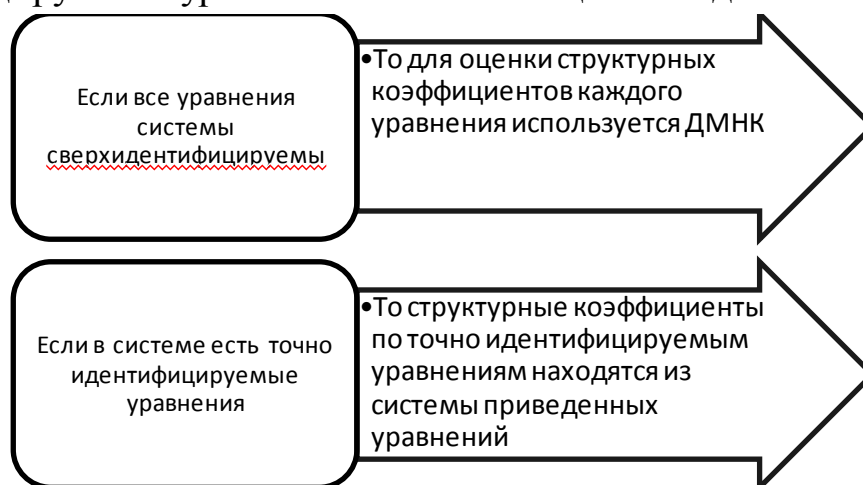 Если все уравнения
системы
сверхидентифицируемы
•То для оценки структурных
коэффициентов каждого
уравнения используется ДМНК
Если в системе есть точно
идентифицируемые
уравнения
•То структурные коэффициенты
по точно идентифицируемым
уравнениям находятся из
системы приведенных
уравнений